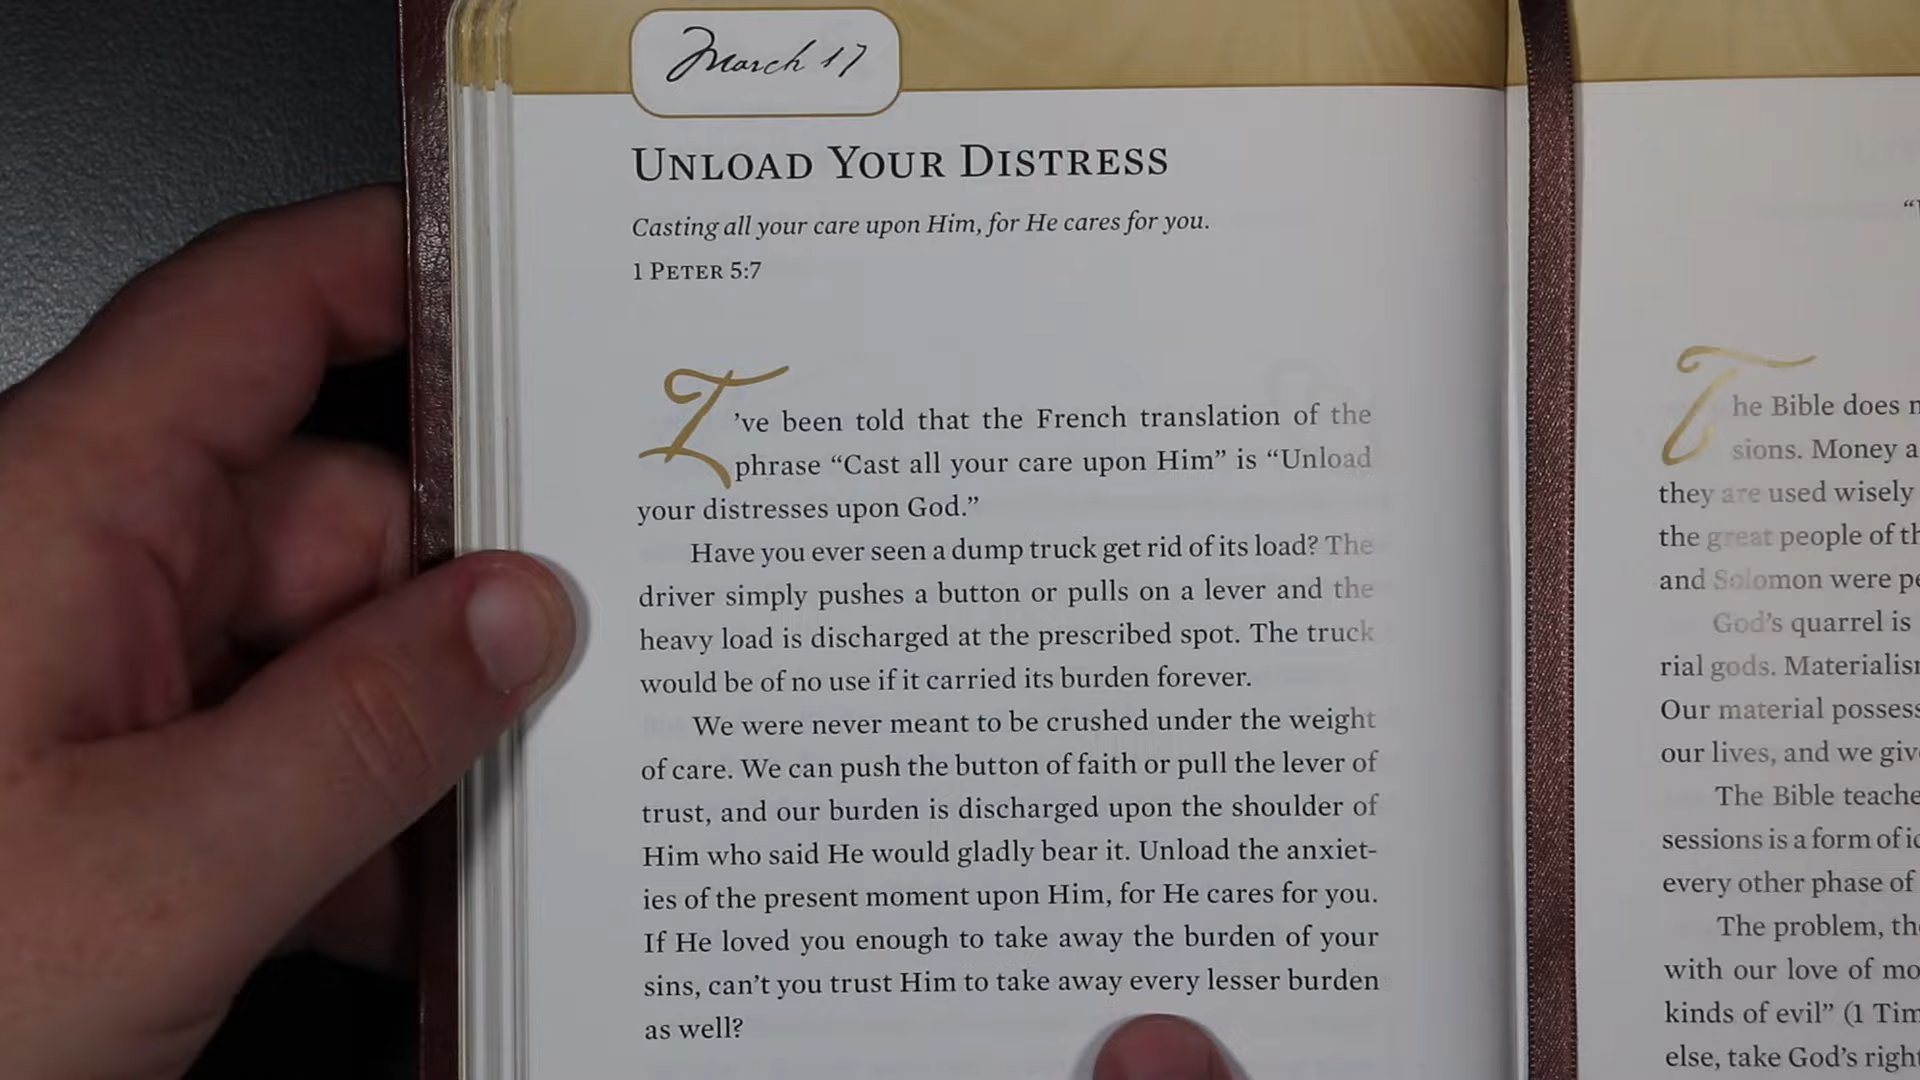 March 17
UNLOAD YOUR DISTRESS
Casting all your care upon Him, for He cares for you.
1 PETER 5:7
I've been told that the French translation of the
phrase “Cast all your care upon Him” is “Unload
your distresses upon God.”
Have you ever seen a dump truck get rid of its load? The
driver simply pushes a button or pulls on a lever and the
heavy load is discharged at the prescribed spot. The truck
would be of no use if it carried its burden forever.
We were never meant to be crushed under the weight
of care. We can push the button of faith or pull the lever of
trust, and our burden is discharged upon the shoulder of
Him who said He would gladly bear it. Unload the anxiet-
ies of the present moment upon Him, for He cares for you.
If He loved you enough to take away the burden of your
sins, can't you trust Him to take away every lesser burden
as well?
The Bible does
sions. Money
they are used wisely
the great people of
and Solomon were
God's quarrel is
rial gods.
Our material
our lives, and we
The Bible
sessions is a form of
every other phase of
The problem,
with our love of
kinds of evil” (1
else, take God's